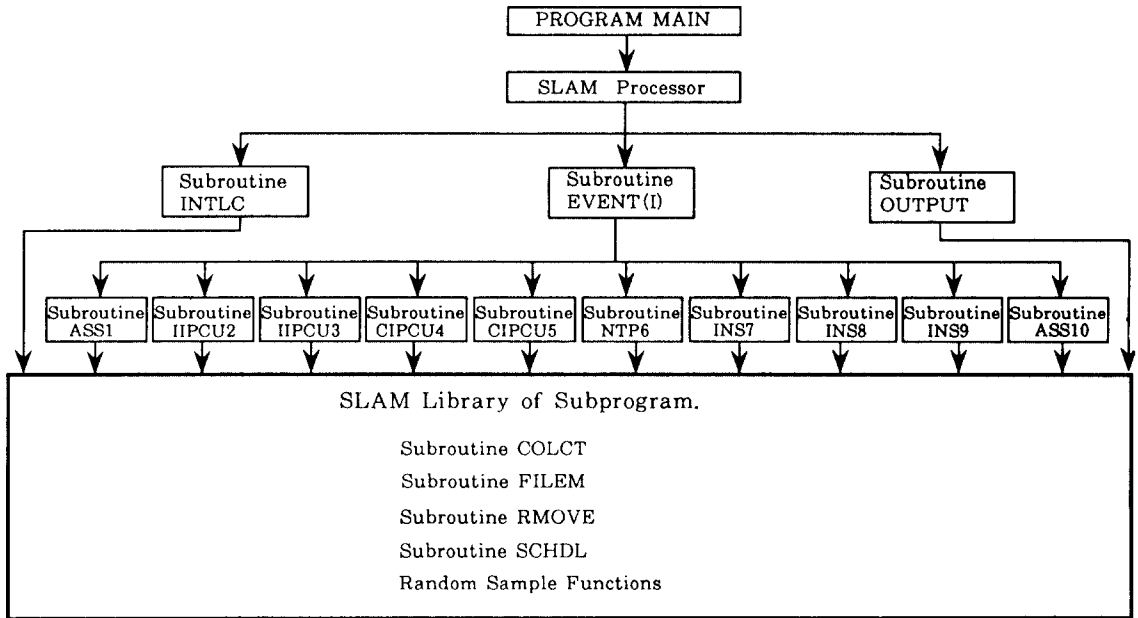 PROGRAM MAIN
SLAM Processor
Subroutine
INTLC
Subroutine
EVENT(I)
Subroutine
OUTPUT
Subroutine
ASS1
Subroutine
IIPCU2
Subroutine
IIPCU3
Subroutine
CIPCU4
Subroutine
CIPCU5
Subroutine
NTP6
Subroutine
INS7
Subroutine
INS8
Subroutine
INS9
Subroutine
ASS10
SLAM Library of Subprogram.
Subroutine COLCT
Subroutine FILEM
Subroutine RMOVE
Subroutine SCHDL
Random Sample Functions